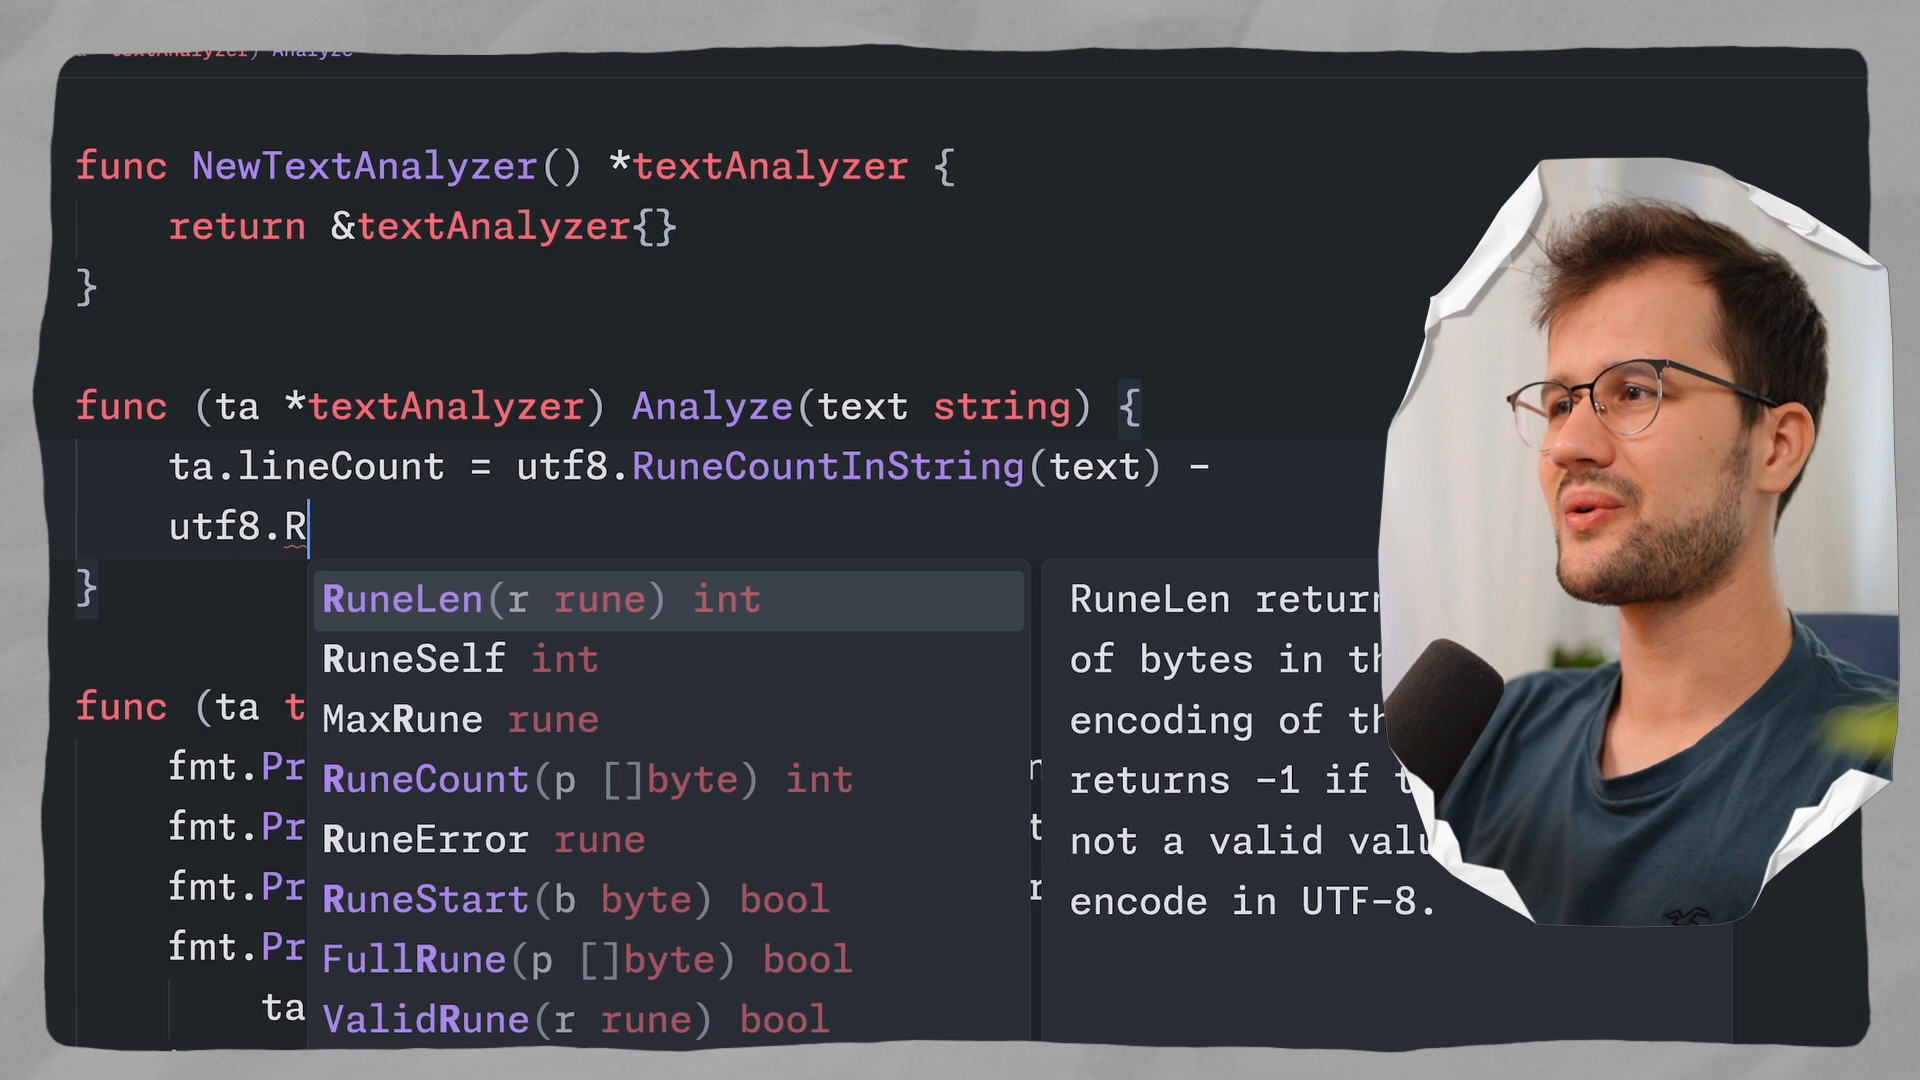 textAnalyzer) Analyze
func NewTextAnalyzer() *textAnalyzer {
return &textAnalyzer{}
}
func (ta *textAnalyzer) Analyze(text string) {
ta.lineCount = utf8.RuneCountInString(text) -
utf8.R
}
RuneLen(r rune) int
RuneSelf int
MaxRune rune
RuneCount(p []byte) int
RuneError rune
RuneStart(b byte) bool
FullRune(p []byte) bool
ValidRune(r rune) bool
RuneLen return
of bytes in th
encoding of th
returns -1 if t
not a valid valu
encode in UTF-8.
func (ta t
fmt.Pr
fmt.Pr
fmt.Pr
fmt.Pr
ta